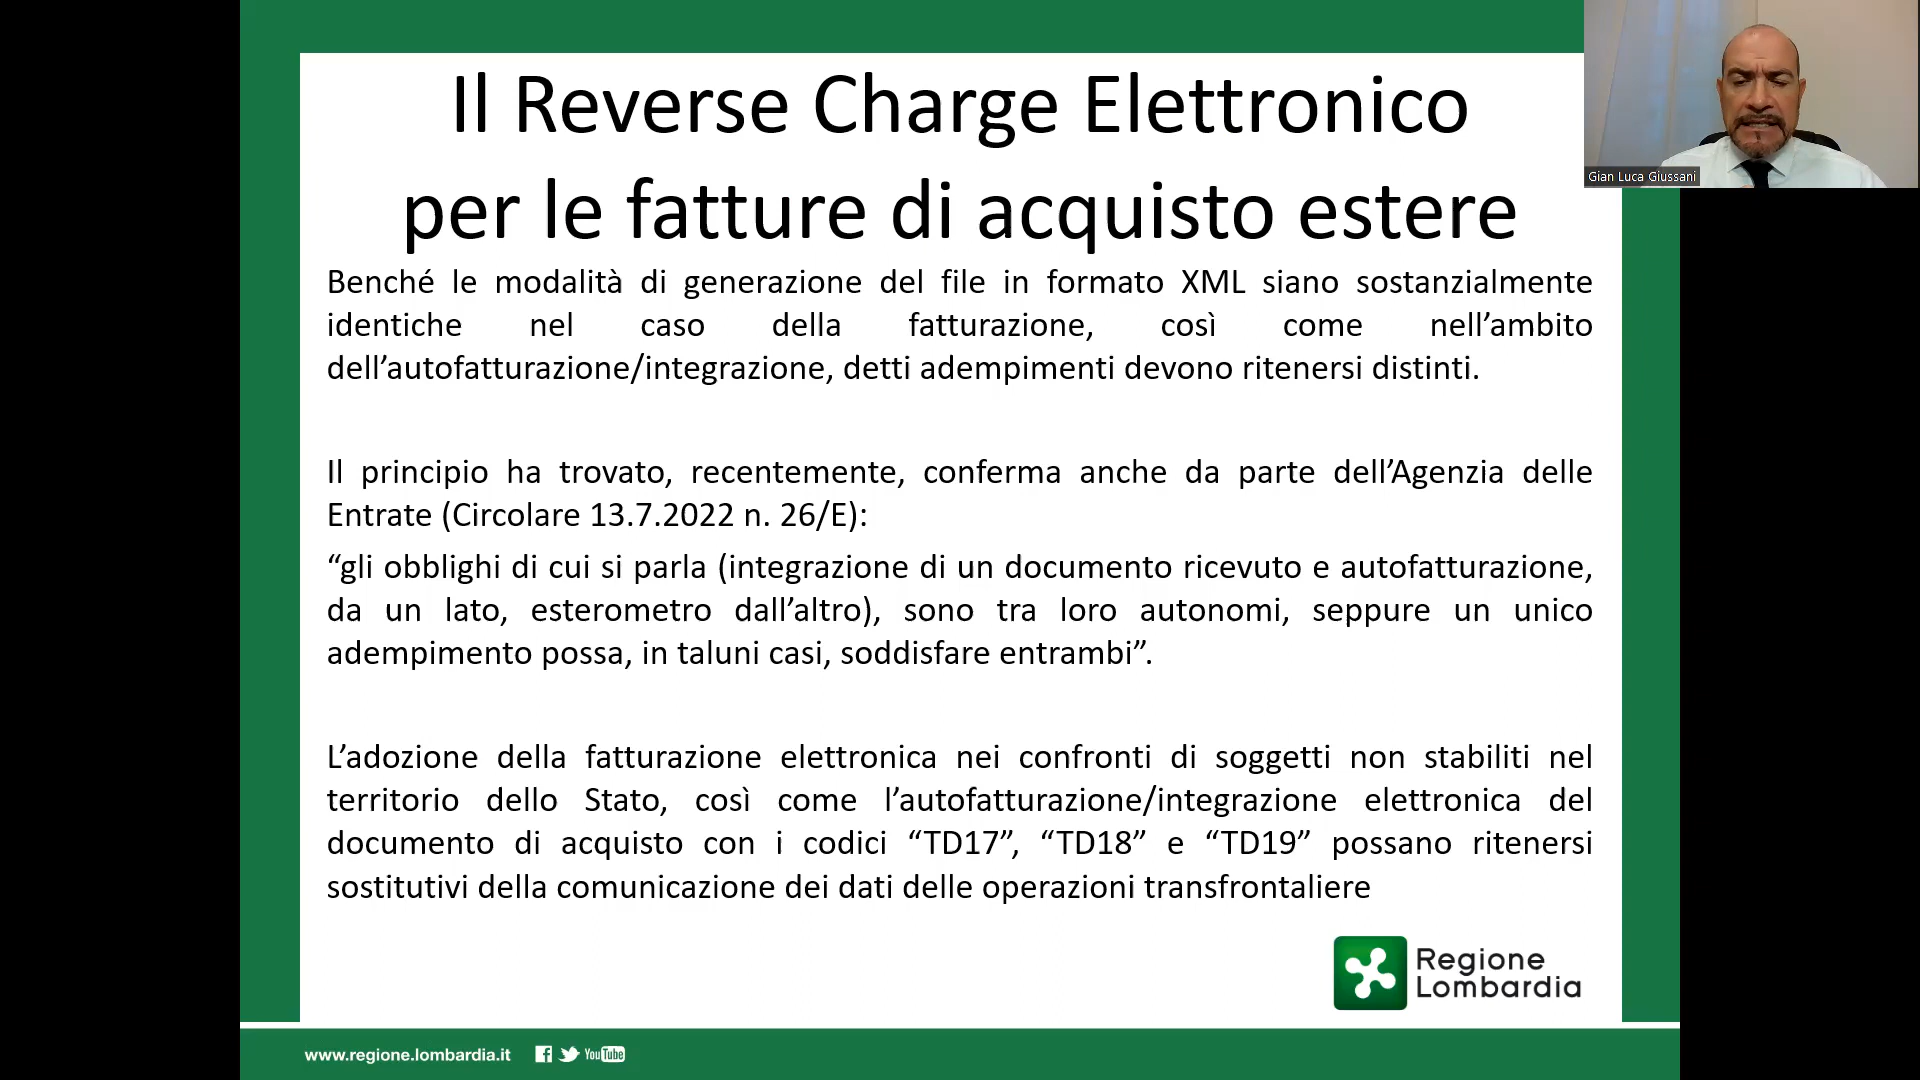 Il Reverse Charge Elettronico
per le fatture di acquisto estere
Gian Luca Giussani
Benché le modalità di generazione del file in formato XML siano sostanzialmente
identiche nel caso della fatturazione, così come nell’ambito
dell’autofatturazione/integrazione, detti adempimenti devono ritenersi distinti.
Il principio ha trovato, recentemente, conferma anche da parte dell’Agenzia delle
Entrate (Circolare 13.7.2022 n. 26/E):
“gli obblighi di cui si parla (integrazione di un documento ricevuto e autofatturazione,
da un lato, esterometro dall’altro), sono tra loro autonomi, seppure un unico
adempimento possa, in taluni casi, soddisfare entrambi”.
L’adozione della fatturazione elettronica nei confronti di soggetti non stabiliti nel
territorio dello Stato, così come l’autofatturazione/integrazione elettronica del
documento di acquisto con i codici “TD17”, “TD18” e “TD19” possano ritenersi
sostitutivi della comunicazione dei dati delle operazioni transfrontaliere
Regione
Lombardia
www.regione.lombardia.it
YouTube